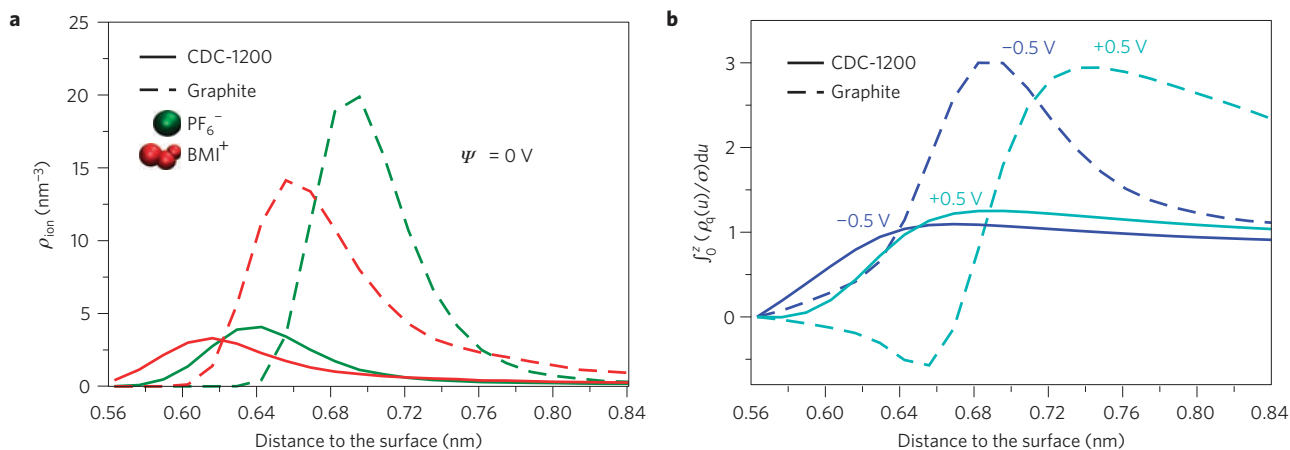 a
CDC-1200
Graphite
PF₆⁻
BMI⁺
Ψ = 0 V
25
20
15
10
5
0
ρion (nm⁻³)
0.56 0.60 0.64 0.68 0.72 0.76 0.80 0.84
Distance to the surface (nm)
b
−0.5 V
+0.5 V
CDC-1200
Graphite
+0.5 V
−0.5 V
3
2
1
0
∫₀ᶻ (ρq(u)/σ)du
0.56 0.60 0.64 0.68 0.72 0.76 0.80 0.84
Distance to the surface (nm)